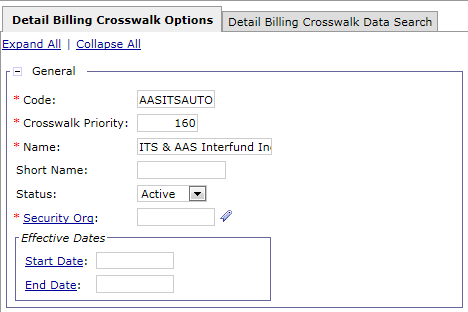 Detail Billing Crosswalk Options Detail Billing Crosswalk Data Search
Expand All | Collapse All
General
* Code: AASITSAUTO
* Crosswalk Priority: 160
* Name: ITS & AAS Interfund In
Short Name:
Status: Active
* Security Org:
Effective Dates
Start Date:
End Date: